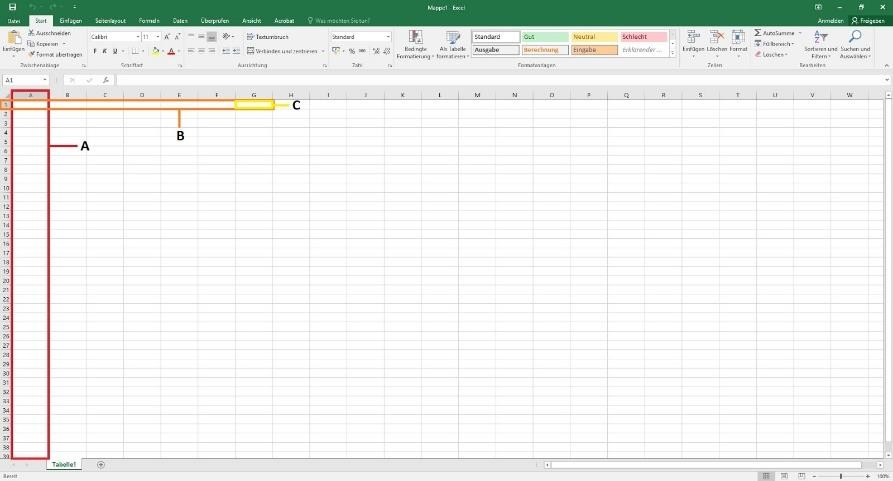 Mappe1 - Excel
Datei Start Einfügen Seitenlayout Formeln Daten Überprüfen Ansicht Acrobat Was möchten Sie tun? Anmelden Freigeben
Einfügen
Ausschneiden
Kopieren
Format übertragen
Zwischenablage
Calibri 11 A A
F K U A
Schriftart
Textumbruch
Verbinden und zentrieren
Ausrichtung
Standard
% 000
Zahl
Bedingte Formatierung
Als Tabelle formatieren
Standard Gut Neutral Schlecht
Ausgabe Berechnung Eingabe Erklärender ...
Formatvorlagen
Einfügen Löschen Format
Zellen
AutoSumme
Füllbereich
Löschen
Sortieren und Filtern
Suchen und Auswählen
Bearbeiten
A1 fx
A B C D E F G H I J K L M N O P Q R S T U V W
1
2
3
4
5
6
7
8
9
10
11
12
13
14
15
16
17
18
19
20
21
22
23
24
25
26
27
28
29
30
31
32
33
34
35
36
37
38
39
C
B
A
Tabelle1
Bereit
100%